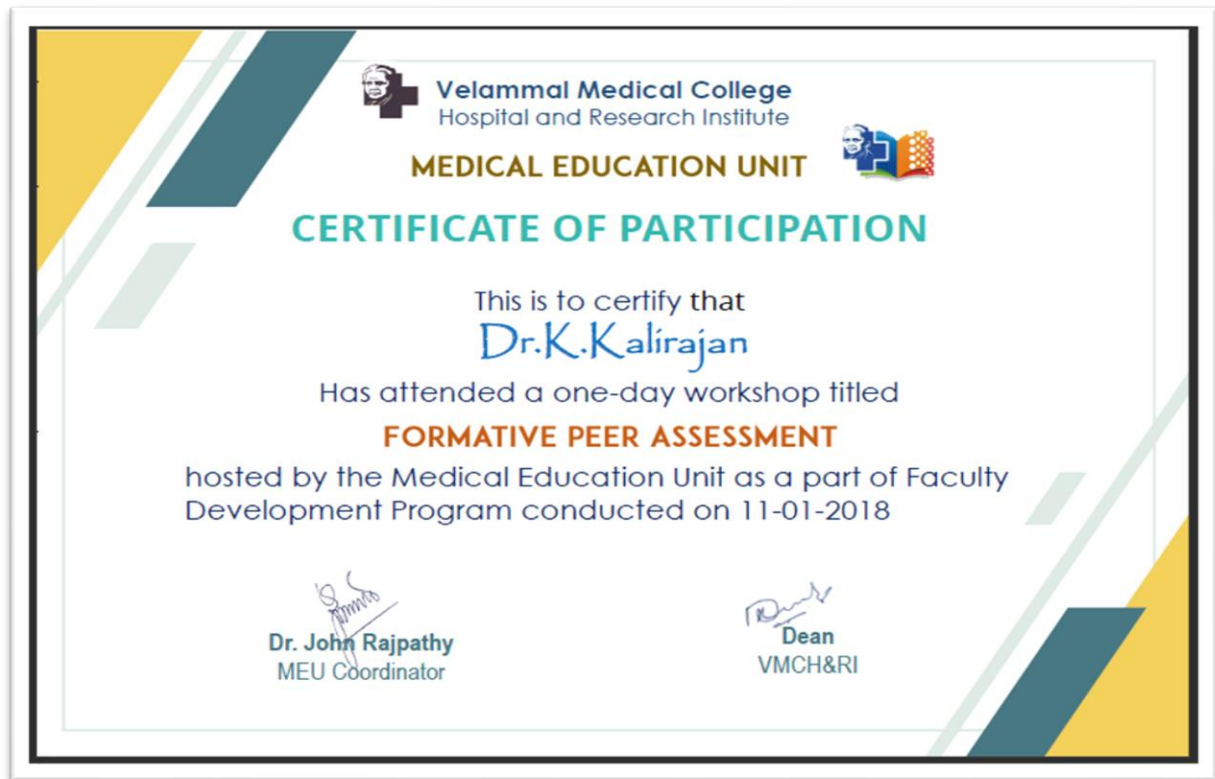 Velammal Medical College
Hospital and Research Institute
MEDICAL EDUCATION UNIT
CERTIFICATE OF PARTICIPATION
This is to certify that
Dr.K.Kalirajan
Has attended a one-day workshop titled
FORMATIVE PEER ASSESSMENT
hosted by the Medical Education Unit as a part of Faculty
Development Program conducted on 11-01-2018
Dr. John Rajpathy
MEU Coordinator
Dean
VMCH&RI